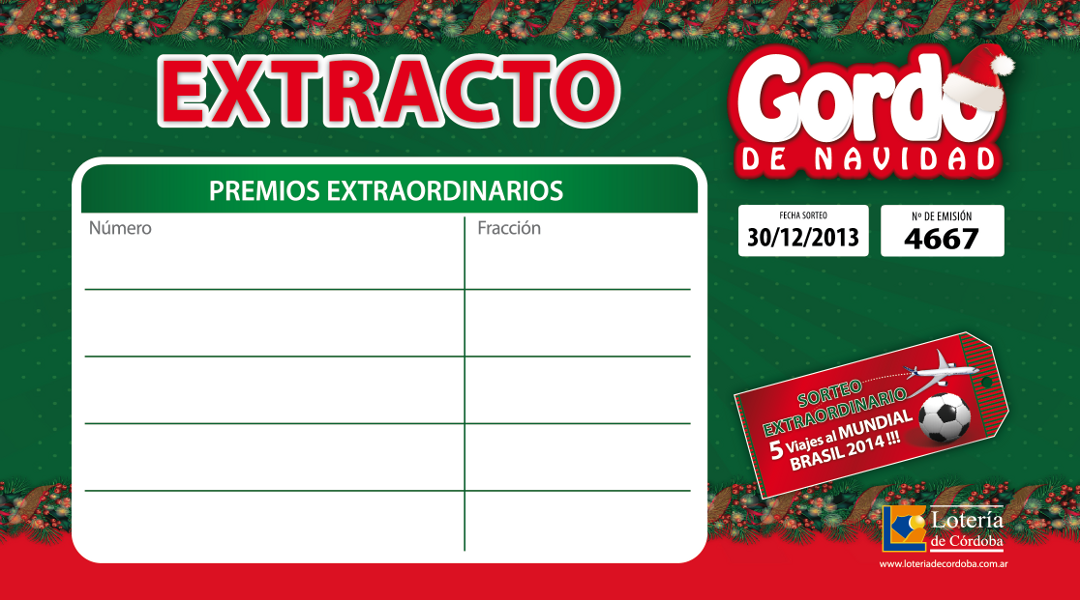 EXTRACTO
Gordo
DE NAVIDAD
PREMIOS EXTRAORDINARIOS
Número
Fracción
FECHA SORTEO
30/12/2013
Nº DE EMISIÓN
4667
SORTEO
EXTRAORDINARIO
5 Viajes al MUNDIAL
BRASIL 2014 !!!
Lotería
de Córdoba
www.loteriadecordoba.com.ar